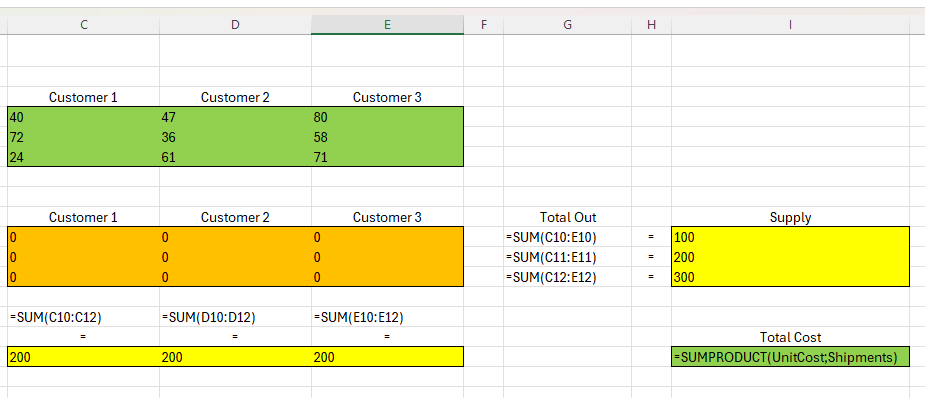 C D E F G H I
Customer 1 Customer 2 Customer 3
40 47 80
72 36 58
24 61 71
Customer 1 Customer 2 Customer 3 Total Out Supply
0 0 0 =SUM(C10:E10) = 100
0 0 0 =SUM(C11:E11) = 200
0 0 0 =SUM(C12:E12) = 300
=SUM(C10:C12) =SUM(D10:D12) =SUM(E10:E12)
= = = Total Cost
200 200 200 =SUMPRODUCT(UnitCost;Shipments)